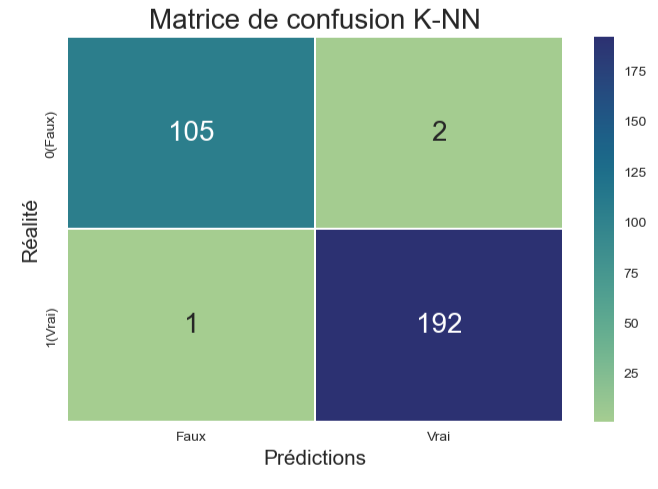 Matrice de confusion K-NN
Réalité
0(Faux)
105
2
1(Vrai)
1
192
Faux
Vrai
Prédictions
175
150
125
100
75
50
25